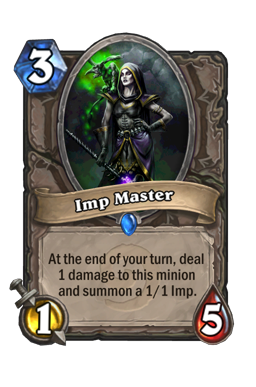 3
Imp Master
At the end of your turn, deal
1 damage to this minion
and summon a 1/1 Imp.
1
5